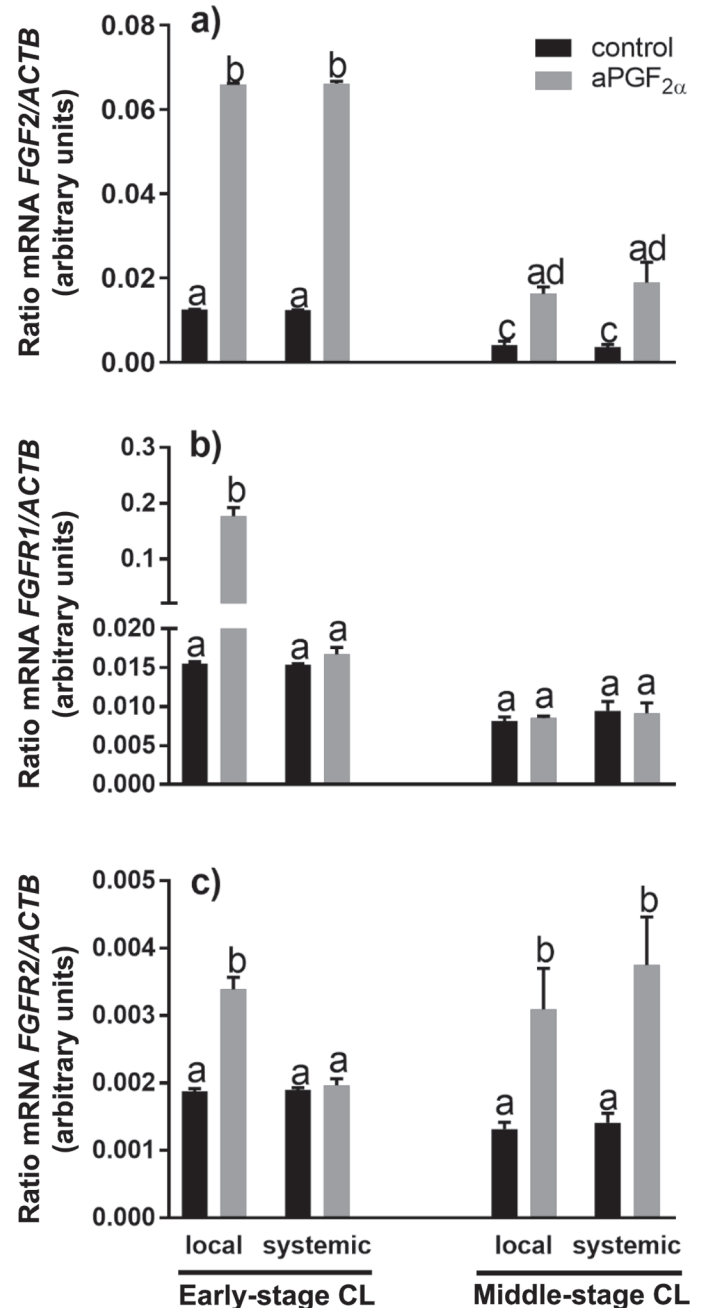 a)
control
aPGF2α
Ratio mRNA FGF2/ACTB
(arbitrary units)
0.08
0.06
0.04
0.02
0.00
a b a b c ad c ad
b)
Ratio mRNA FGFR1/ACTB
(arbitrary units)
0.3
0.2
0.1
0.020
0.015
0.010
0.005
0.000
a b a a a a a a
c)
Ratio mRNA FGFR2/ACTB
(arbitrary units)
0.005
0.004
0.003
0.002
0.001
0.000
a b a a a b a b
local systemic local systemic
Early-stage CL Middle-stage CL